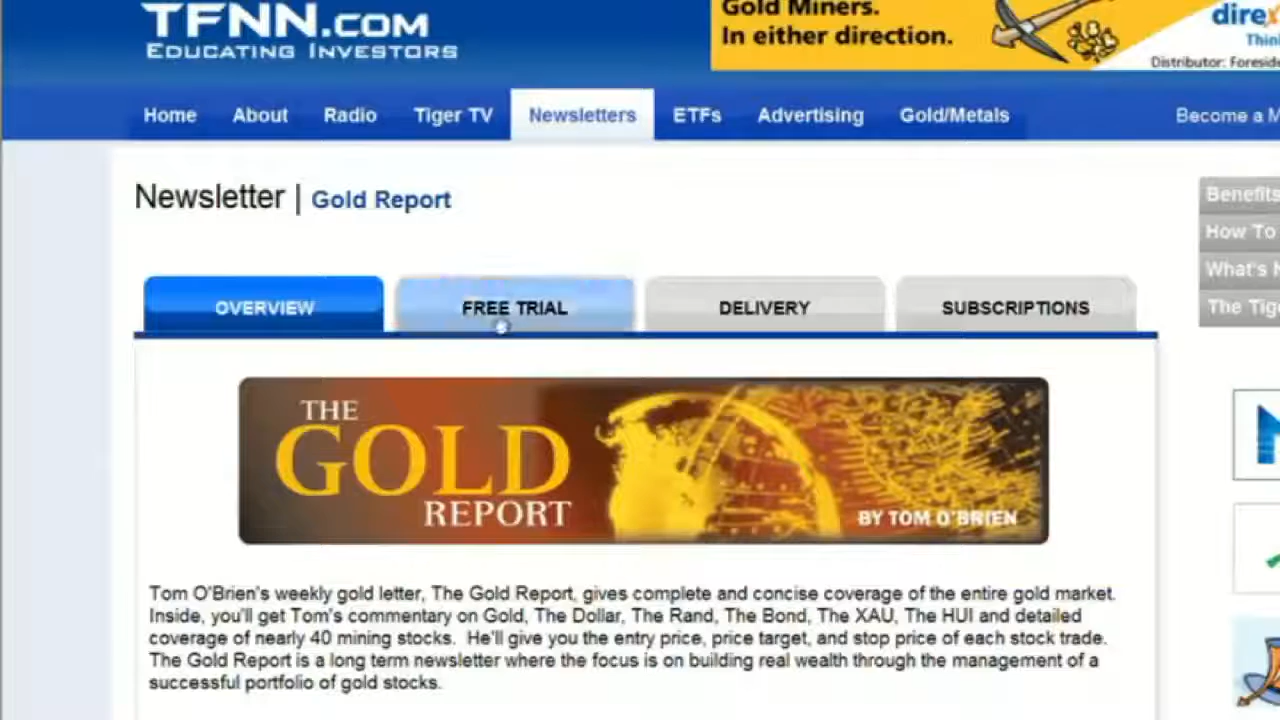 TFNN.COM
EDUCATING INVESTORS
Gold Miners.
In either direction.
Distributor:
Home About Radio Tiger TV Newsletters ETFs Advertising Gold/Metals Become a
Newsletter | Gold Report
Benefits
How To
What's
The
OVERVIEW FREE TRIAL DELIVERY SUBSCRIPTIONS
THE
GOLD
REPORT
BY TOM O'BRIEN
Tom O'Brien's weekly gold letter, The Gold Report, gives complete and concise coverage of the entire gold market.
Inside, you'll get Tom's commentary on Gold, The Dollar, The Rand, The Bond, The XAU, The HUI and detailed
coverage of nearly 40 mining stocks. He'll give you the entry price, price target, and stop price of each stock trade.
The Gold Report is a long term newsletter where the focus is on building real wealth through the management of a
successful portfolio of gold stocks.